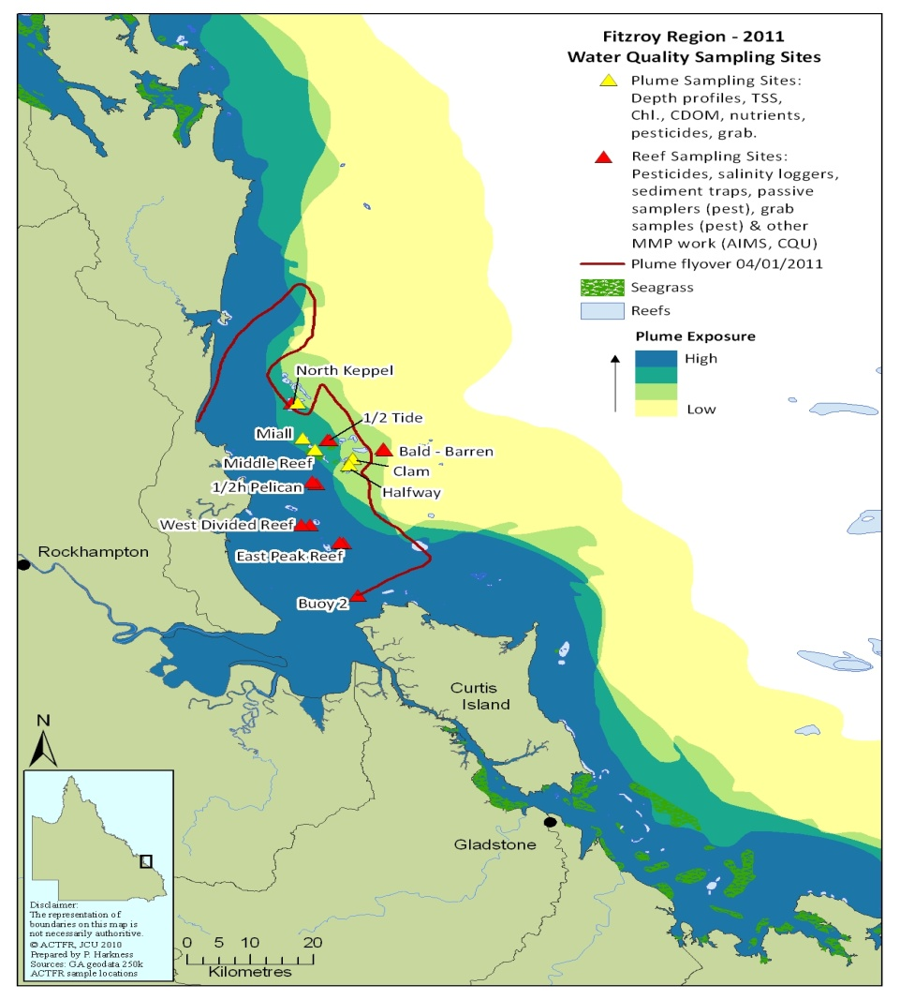 Fitzroy Region - 2011
Water Quality Sampling Sites
Plume Sampling Sites:
Depth profiles, TSS,
Chl., CDOM, nutrients,
pesticides, grab.
Reef Sampling Sites:
Pesticides, salinity loggers,
sediment traps, passive
samplers (pest), grab
samples (pest) & other
MMP work (AIMS, CQU)
Plume flyover 04/01/2011
Seagrass
Reefs
Plume Exposure
High
Low
North Keppel
1/2 Tide
Miall
Bald - Barren
Middle Reef
Clam
1/2h Pelican
Halfway
West Divided Reef
East Peak Reef
Rockhampton
Buoy 2
Curtis
Island
N
Gladstone
Disclaimer:
The representation of
boundaries on this map is
not necessarily authoritive.
© ACTFR, JCU 2010
Prepared by P. Harkness
Sources: GA geodata 250k
ACTFR sample locations
0 5 10 20
Kilometres